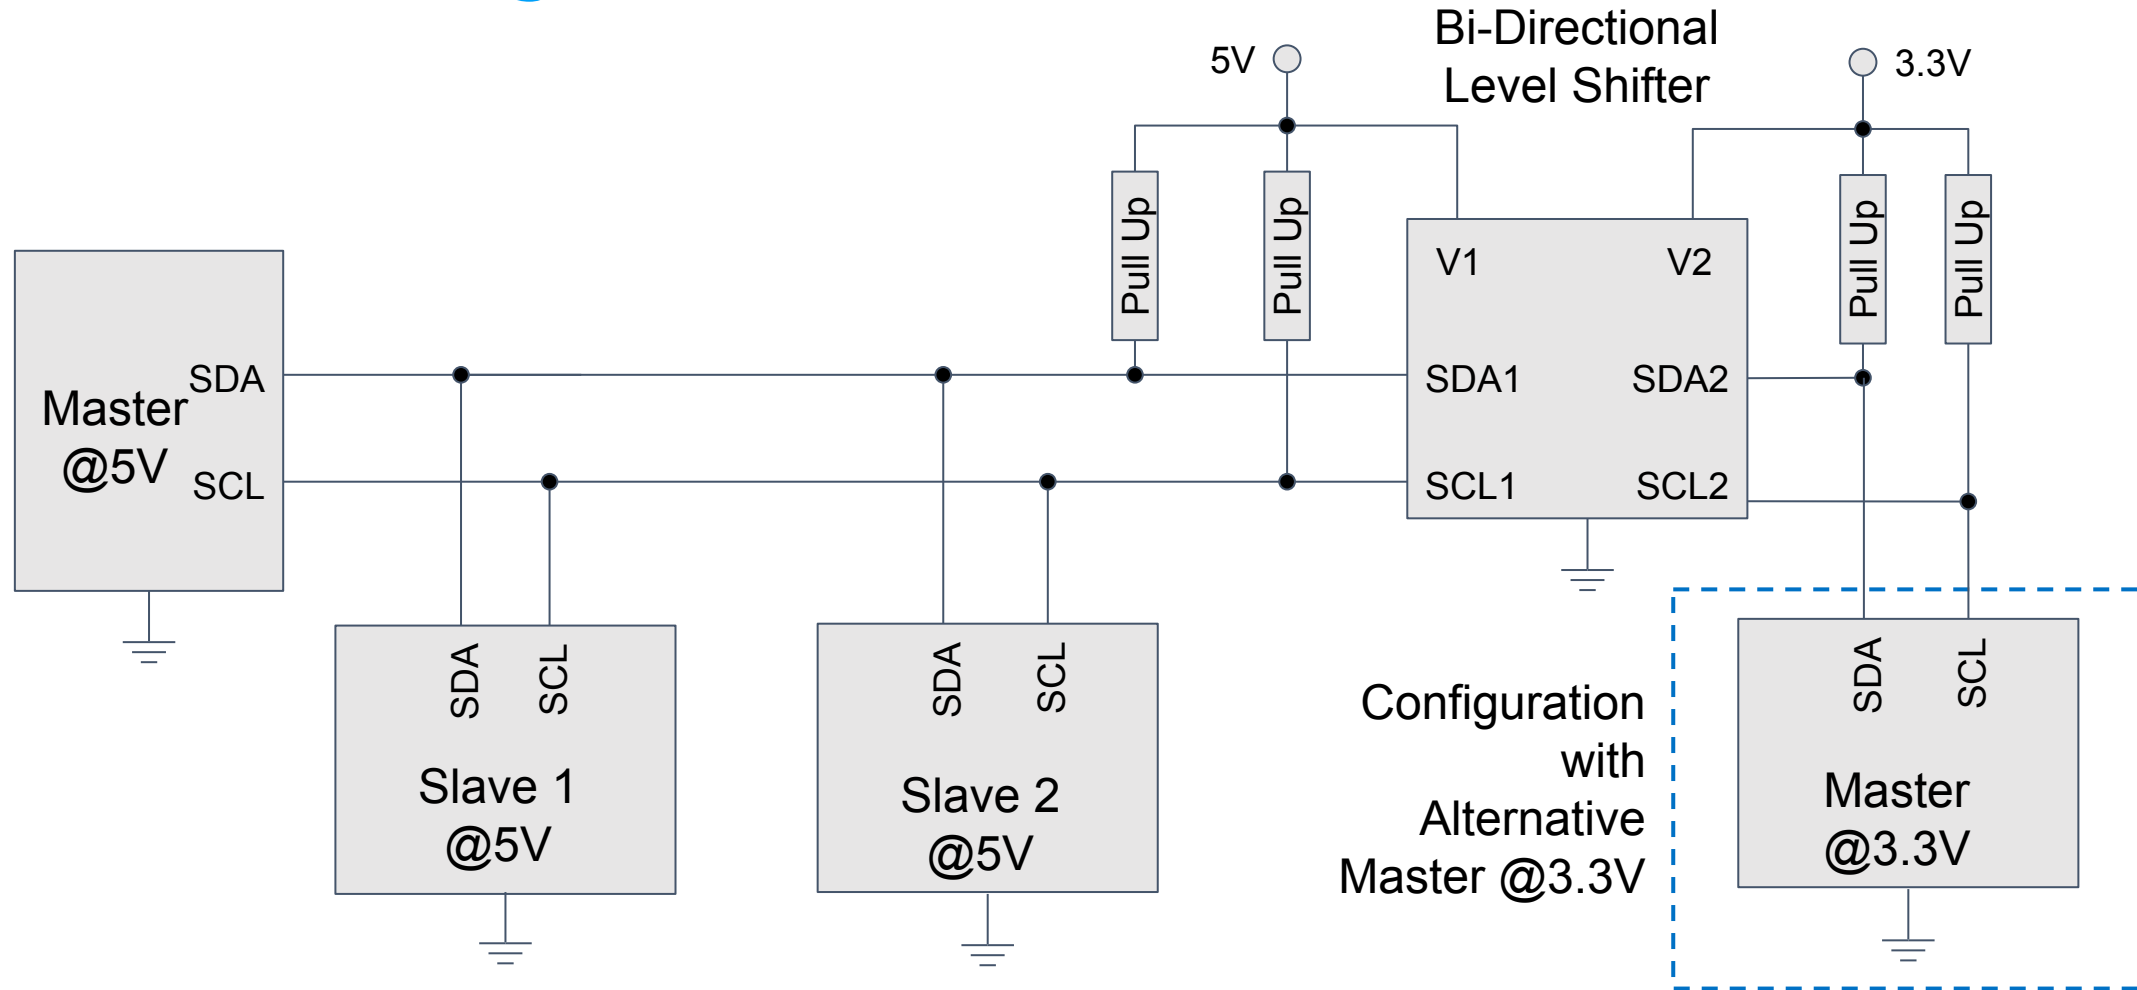 Bi-Directional
Level Shifter
5V
3.3V
Pull Up
Pull Up
Pull Up
Pull Up
V1
V2
SDA1
SDA2
SCL1
SCL2
Master
@5V
SDA
SCL
SDA
SCL
Slave 1
@5V
SDA
SCL
Slave 2
@5V
Configuration
with
Alternative
Master @3.3V
SDA
SCL
Master
@3.3V